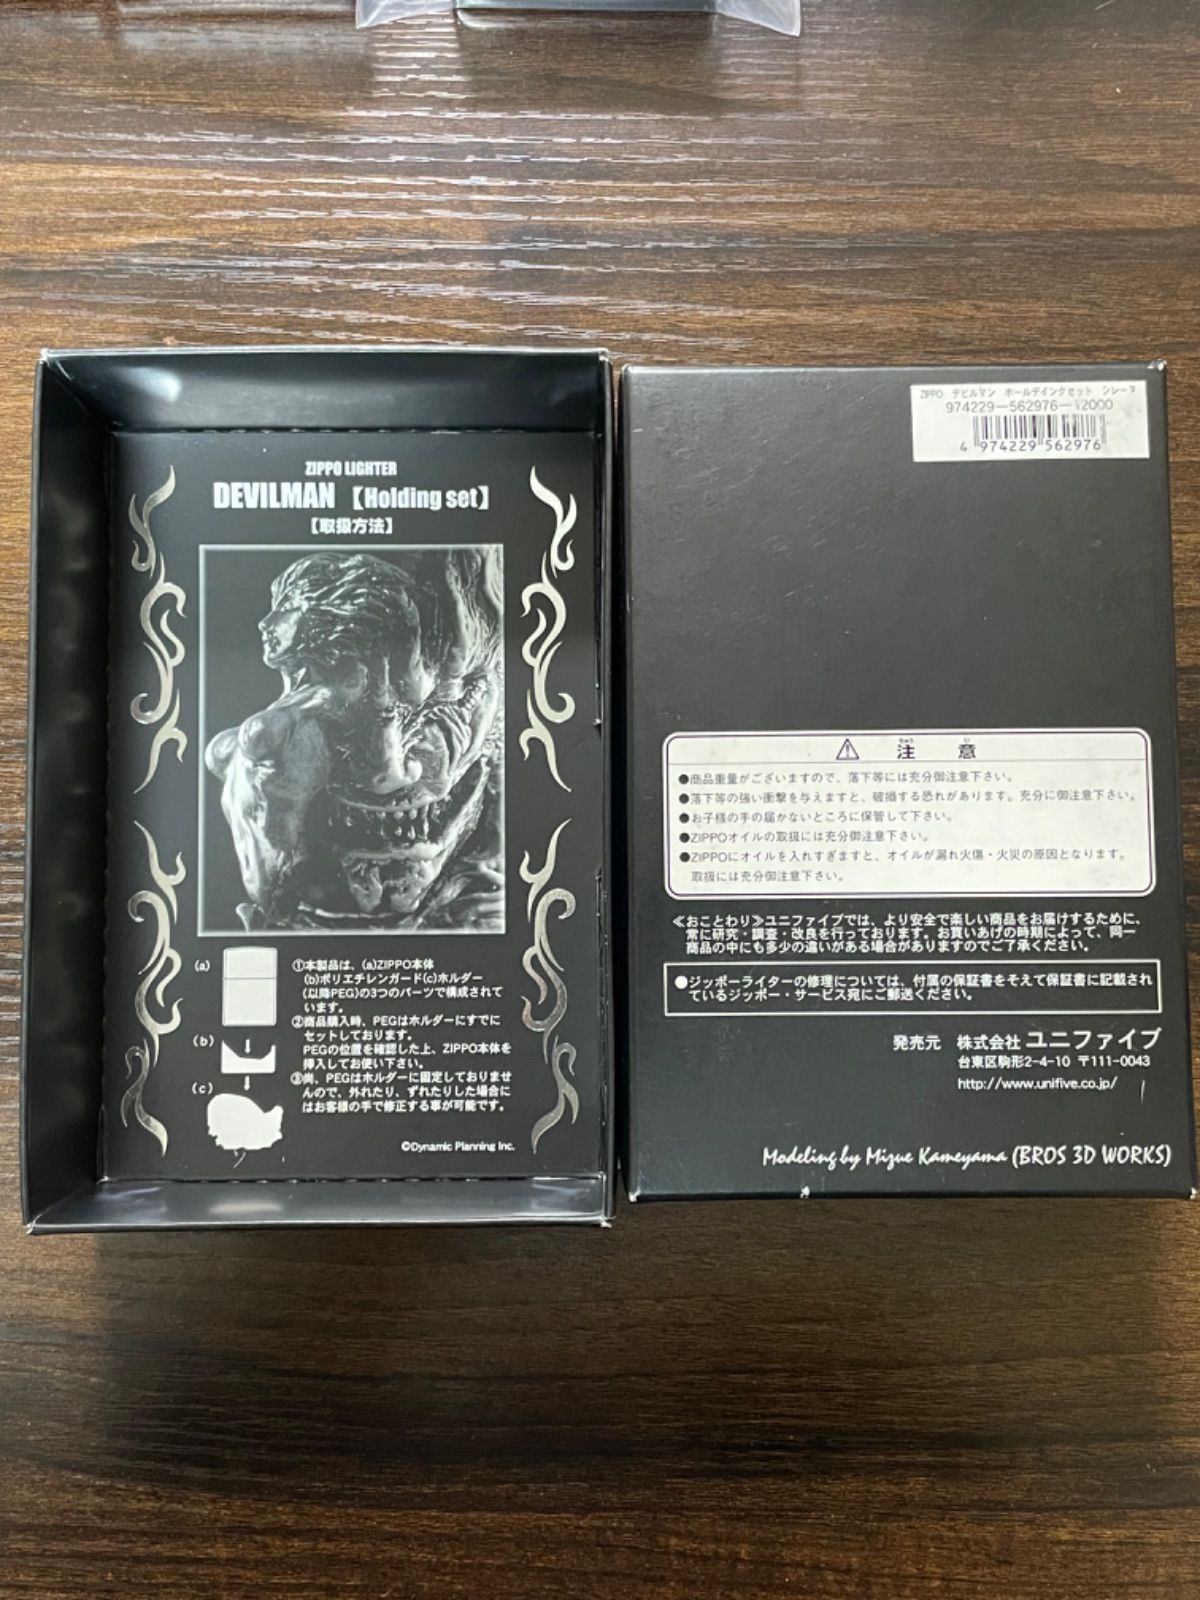 ZIPPO LIGHTER
DEVILMAN 【Holding set】
【取扱方法】
(a)
(b)
(c)
①本製品は、(a)ZIPPO本体
(b)ポリエチレンガード(c)ホルダー
(以降PEG)の3つのパーツで構成されて
います。
②商品購入時、PEGはホルダーにすでに
セットしております。
PEGの位置を確認した上、ZIPPO本体を
挿入してお使い下さい。
③尚、PEGはホルダーに固定しておりませ
んので、外れたり、ずれたりした場合に
はお客様の手で修正する事が可能です。
©Dynamic Planning Inc.
ZIPPO デビルマン ホールデイングセット シレーヌ
974229-562976-12000
4 974229 562976
ちゅう い
⚠ 注 意
●商品重量がございますので、落下等には充分御注意下さい。
●落下等の強い衝撃を与えますと、破損する恐れがあります。充分に御注意下さい。
●お子様の手の届かないところに保管して下さい。
●ZIPPOオイルの取扱には充分御注意下さい。
●ZIPPOにオイルを入れすぎますと、オイルが漏れ火傷・火災の原因となります。
取扱には充分御注意下さい。
≪おことわり≫ユニファイブでは、より安全で楽しい商品をお届けするために、
常に研究・調査・改良を行っております。お買いあげの時期によって、同一
商品の中にも多少の違いがある場合がありますのでご了承ください。
●ジッポーライターの修理については、付属の保証書をそえて保証書に記載され
ているジッポー・サービス宛にご郵送ください。
発売元 株式会社 ユニファイブ
台東区駒形2-4-10 〒111-0043
http://www.unifive.co.jp/
Modeling by Mizue Kameyama (BROS 3D WORKS)